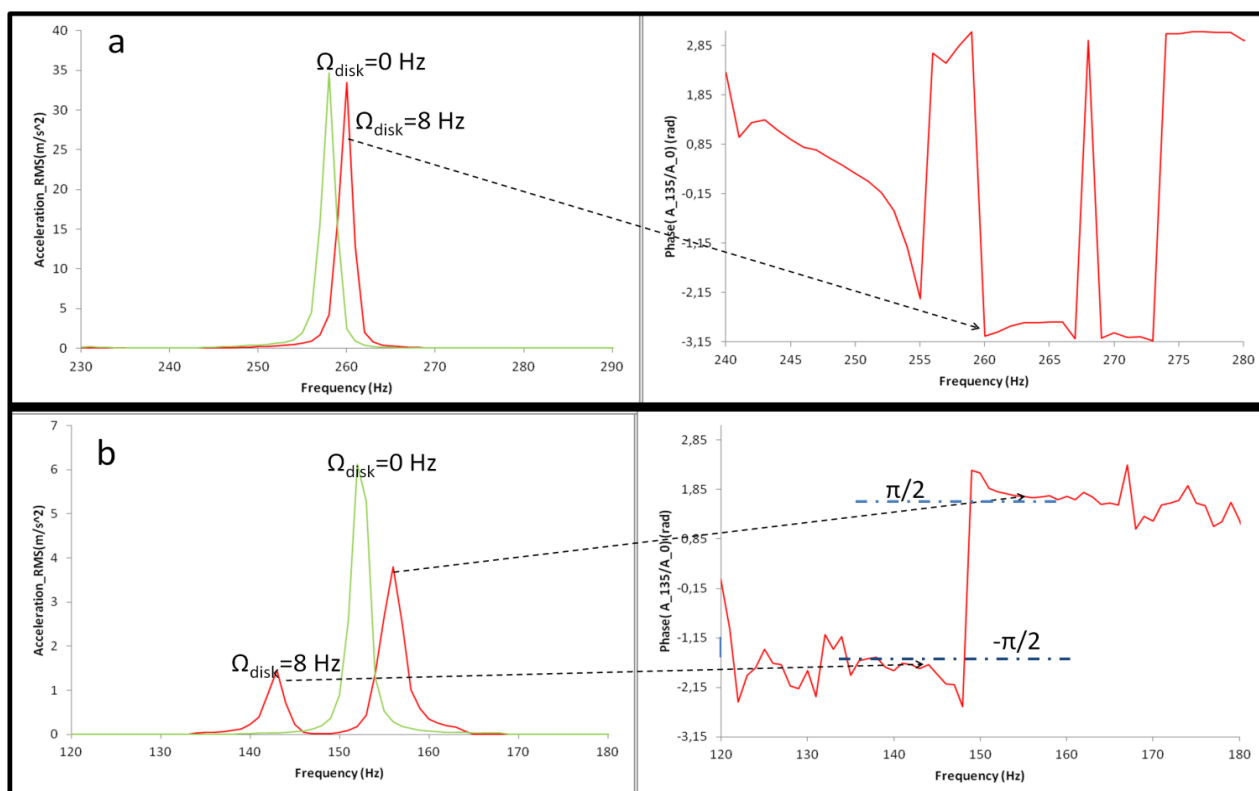 a
Ω_disk=0 Hz
Ω_disk=8 Hz
Acceleration_RMS(m/s^2)
40
35
30
25
20
15
10
5
0
230 240 250 260 270 280 290
Frequency (Hz)
Phase( A_135/A_0) (rad)
2,85
1,85
0,85
-0,15
-1,15
-2,15
-3,15
240 245 250 255 260 265 270 275 280
Frequency (Hz)
b
Ω_disk=0 Hz
Ω_disk=8 Hz
Acceleration_RMS(m/s^2)
7
6
5
4
3
2
1
0
120 130 140 150 160 170 180
Frequency (Hz)
Phase( A_135/A_0) (rad)
2,85
1,85
0,85
-0,15
-1,15
-2,15
-3,15
π/2
-π/2
120 130 140 150 160 170 180
Frequency (Hz)